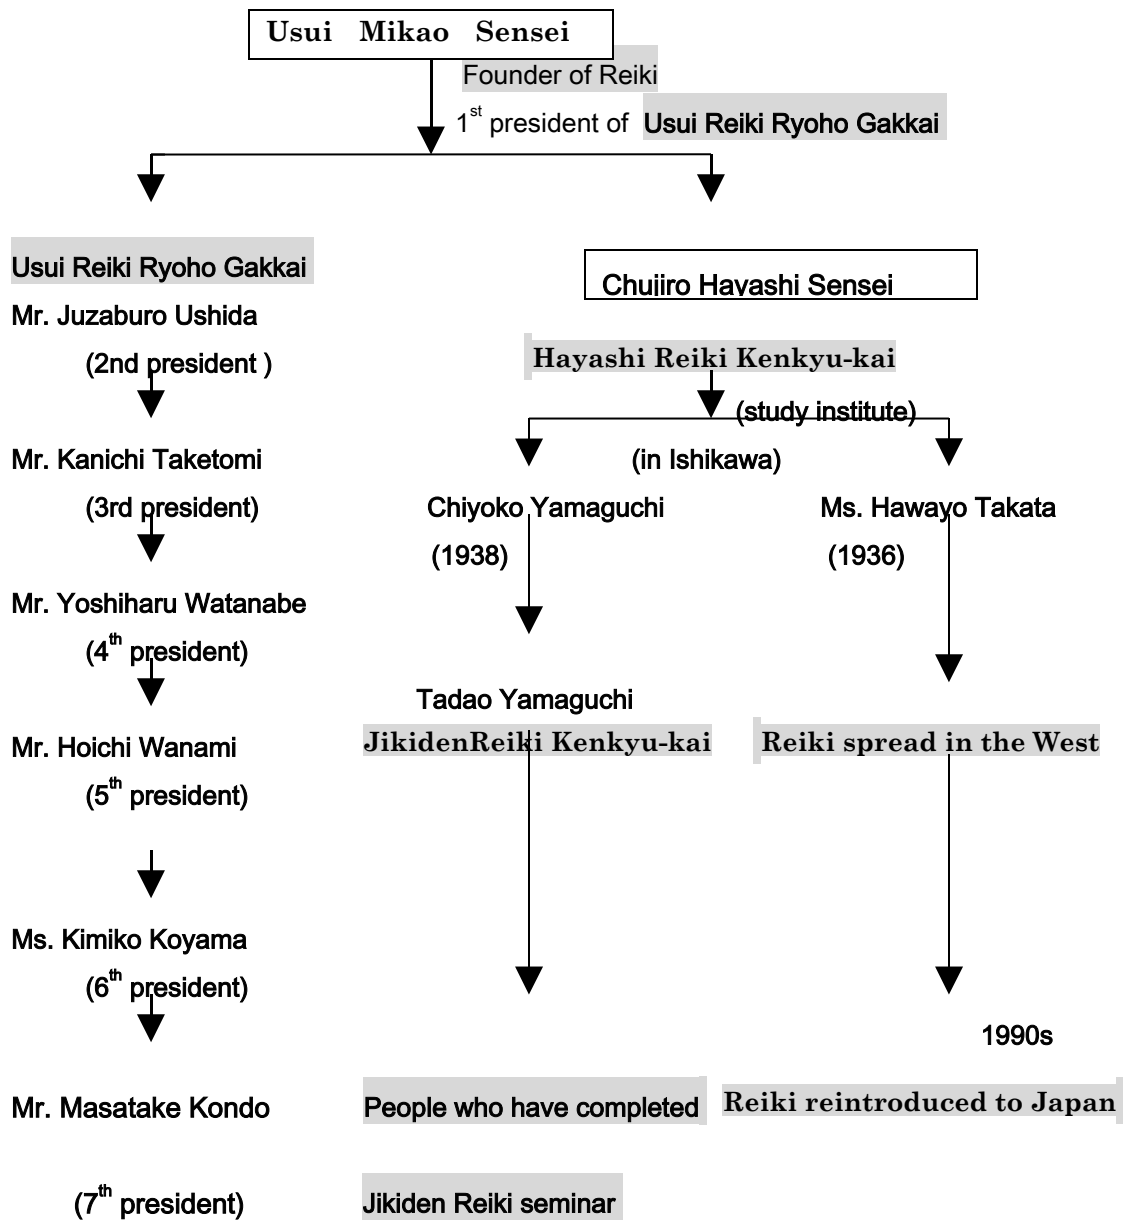 Usui Mikao Sensei
Founder of Reiki
1st president of Usui Reiki Ryoho Gakkai
Usui Reiki Ryoho Gakkai
Chujiro Hayashi Sensei
Mr. Juzaburo Ushida
(2nd president )
Hayashi Reiki Kenkyu-kai
(study institute)
Mr. Kanichi Taketomi
(in Ishikawa)
(3rd president)
Chiyoko Yamaguchi
Ms. Hawayo Takata
(1938)
(1936)
Mr. Yoshiharu Watanabe
(4th president)
Tadao Yamaguchi
Mr. Hoichi Wanami
JikidenReiki Kenkyu-kai
Reiki spread in the West
(5th president)
Ms. Kimiko Koyama
(6th president)
1990s
Mr. Masatake Kondo
People who have completed
Reiki reintroduced to Japan
(7th president)
Jikiden Reiki seminar